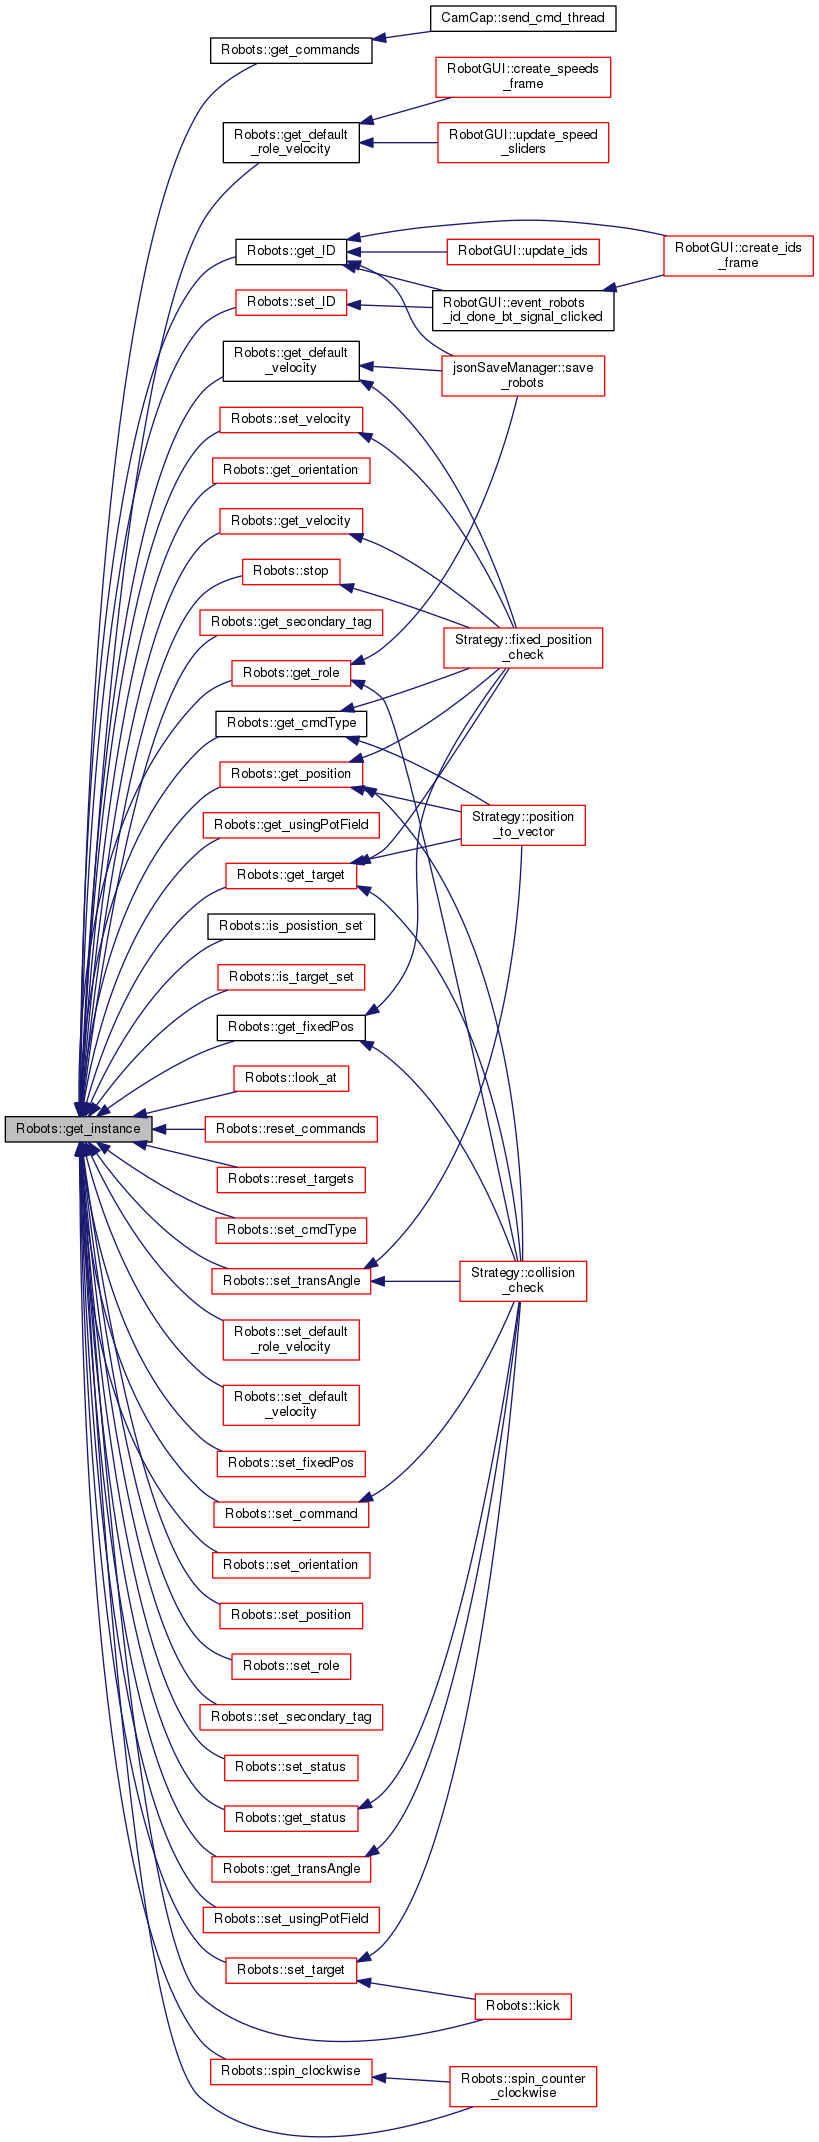 CamCap::send_cmd_thread
Robots::get_commands
RobotGUI::create_speeds
_frame
Robots::get_default
_role_velocity
RobotGUI::update_speed
_sliders
Robots::get_ID
RobotGUI::update_ids
RobotGUI::create_ids
_frame
Robots::set_ID
RobotGUI::event_robots
_id_done_bt_signal_clicked
Robots::get_default
_velocity
jsonSaveManager::save
_robots
Robots::set_velocity
Robots::get_orientation
Robots::get_velocity
Robots::stop
Robots::get_secondary_tag
Strategy::fixed_position
_check
Robots::get_role
Robots::get_cmdType
Robots::get_position
Robots::get_usingPotField
Strategy::position
_to_vector
Robots::get_target
Robots::is_posistion_set
Robots::is_target_set
Robots::get_fixedPos
Robots::look_at
Robots::get_instance
Robots::reset_commands
Robots::reset_targets
Robots::set_cmdType
Robots::set_transAngle
Strategy::collision
_check
Robots::set_default
_role_velocity
Robots::set_default
_velocity
Robots::set_fixedPos
Robots::set_command
Robots::set_orientation
Robots::set_position
Robots::set_role
Robots::set_secondary_tag
Robots::set_status
Robots::get_status
Robots::get_transAngle
Robots::set_usingPotField
Robots::set_target
Robots::kick
Robots::spin_clockwise
Robots::spin_counter
_clockwise